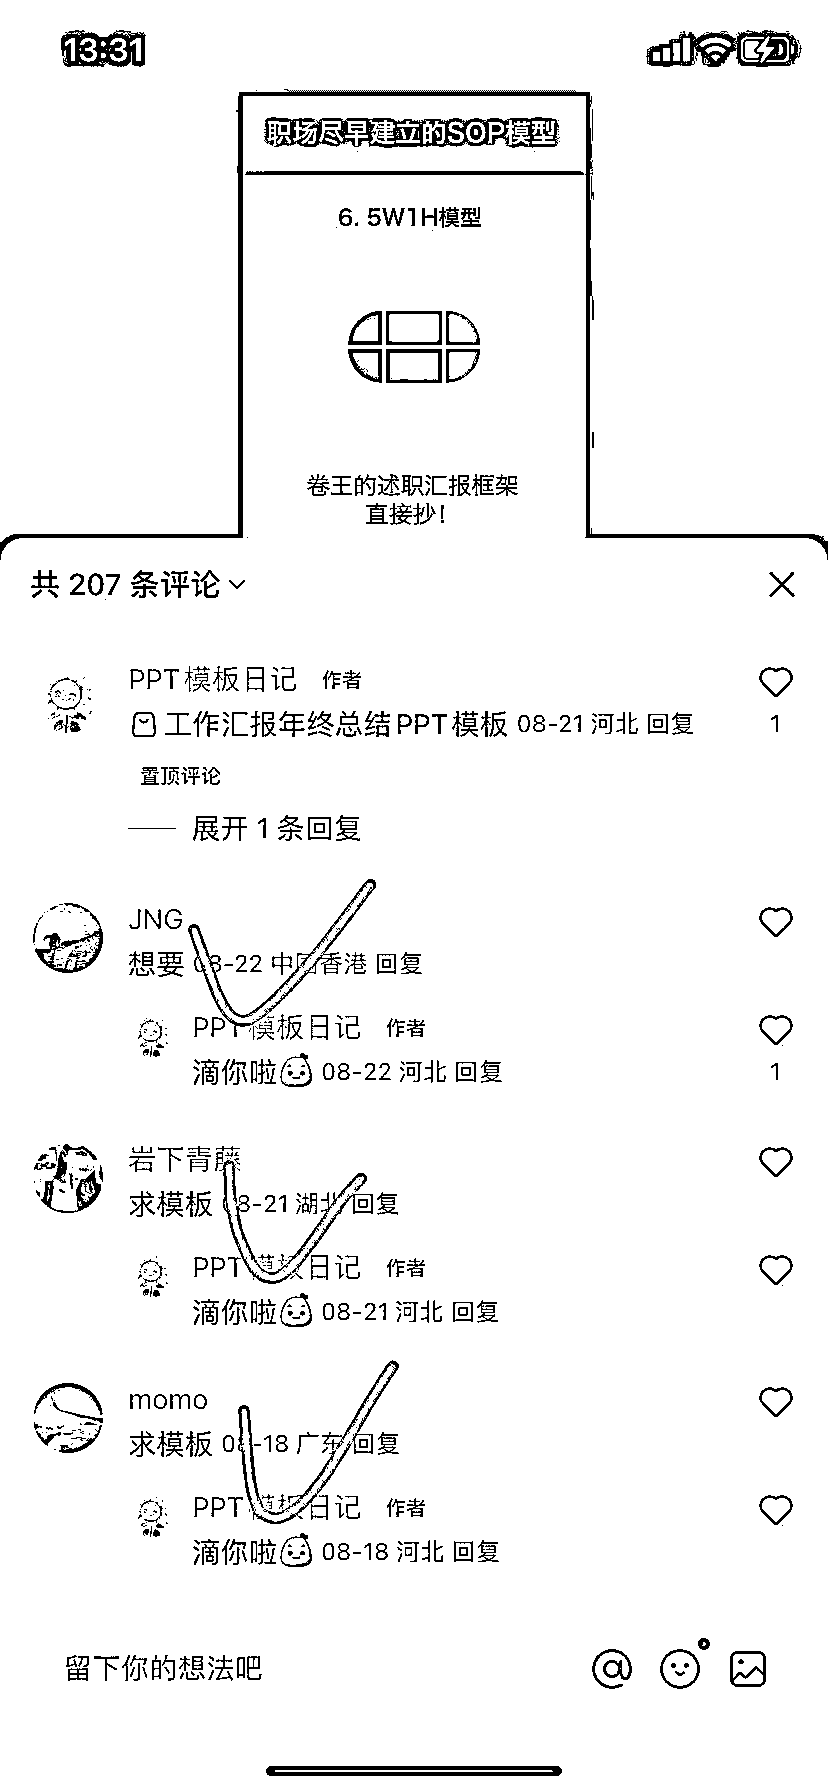 13:31
职场尽早建立的SOP模型
6. 5W1H模型
卷王的述职汇报框架
直接抄!
共 207 条评论
PPT模板日记 作者
工作汇报年终总结PPT模板 08-21 河北 回复
1
置顶评论
展开 1 条回复
JNG
想要 08-22 中国香港 回复
PPT模板日记 作者
滴你啦 08-22 河北 回复
1
岩下青藤
求模板 08-21 湖北 回复
PPT模板日记 作者
滴你啦 08-21 河北 回复
momo
求模板 08-18 广东 回复
PPT模板日记 作者
滴你啦 08-18 河北 回复
留下你的想法吧